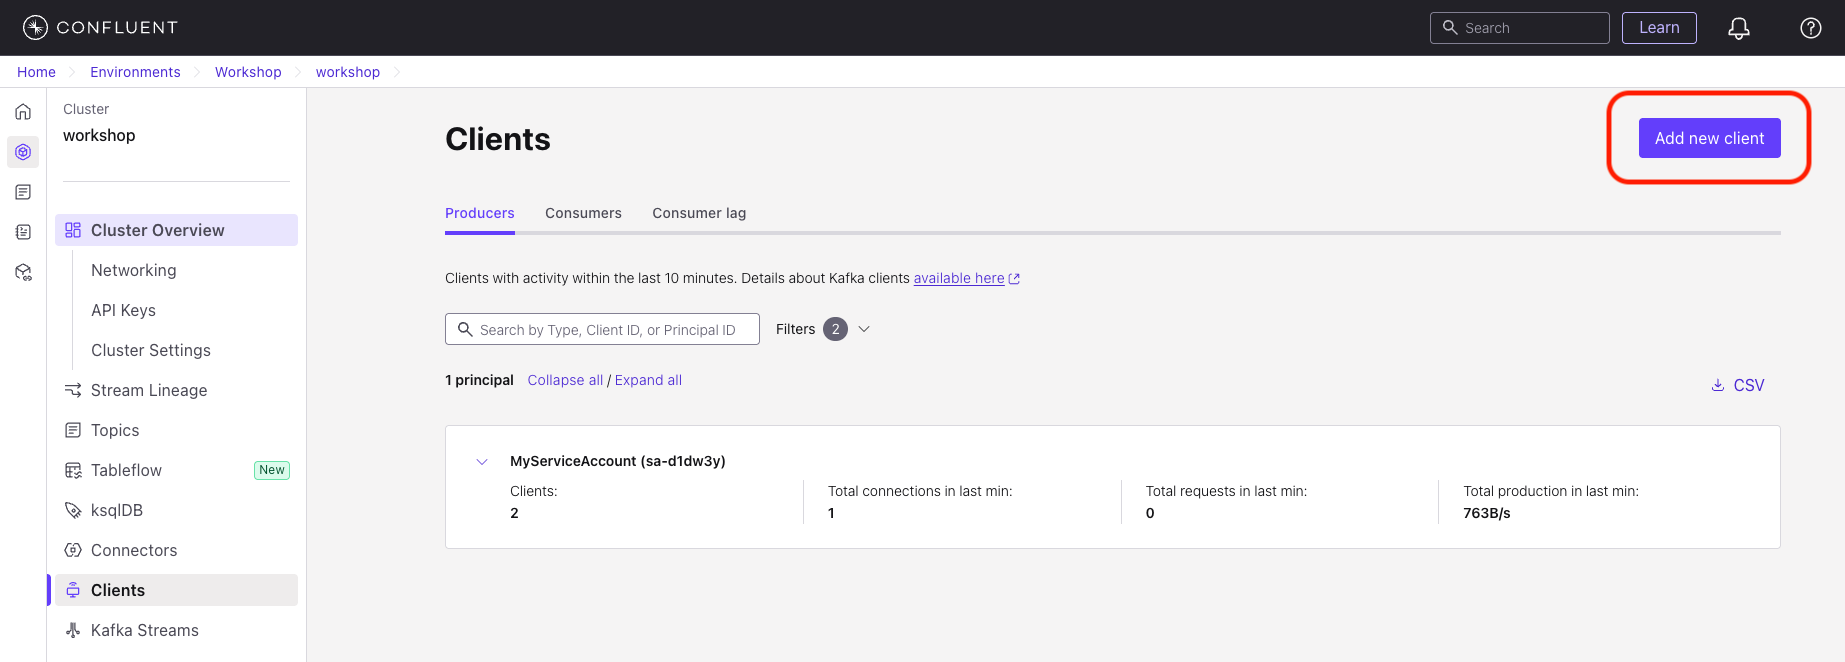 CONFLUENT
Search
Learn
Home
Environments
Workshop
workshop
Cluster
workshop
Cluster Overview
Networking
API Keys
Cluster Settings
Stream Lineage
Topics
Tableflow
New
ksqlDB
Connectors
Clients
Kafka Streams
Clients
Add new client
Producers
Consumers
Consumer lag
Clients with activity within the last 10 minutes. Details about Kafka clients available here
Search by Type, Client ID, or Principal ID
Filters 2
1 principal Collapse all / Expand all
CSV
MyServiceAccount (sa-d1dw3y)
Clients:
2
Total connections in last min:
1
Total requests in last min:
0
Total production in last min:
763B/s